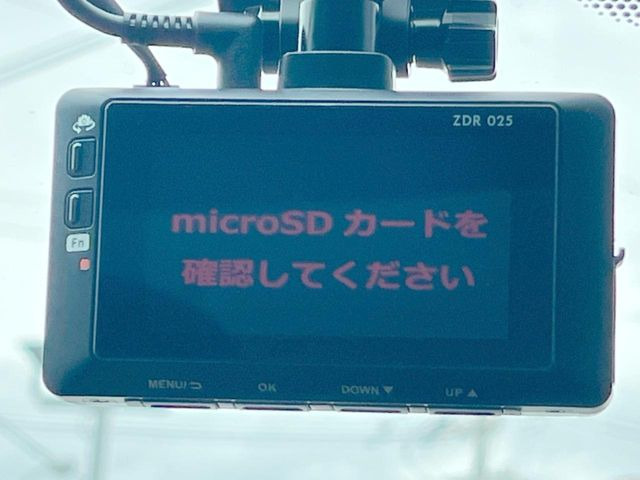 ZDR 025
microSD カードを
確認してください
Fn
MENU/
OK
DOWN ▼
UP ▲